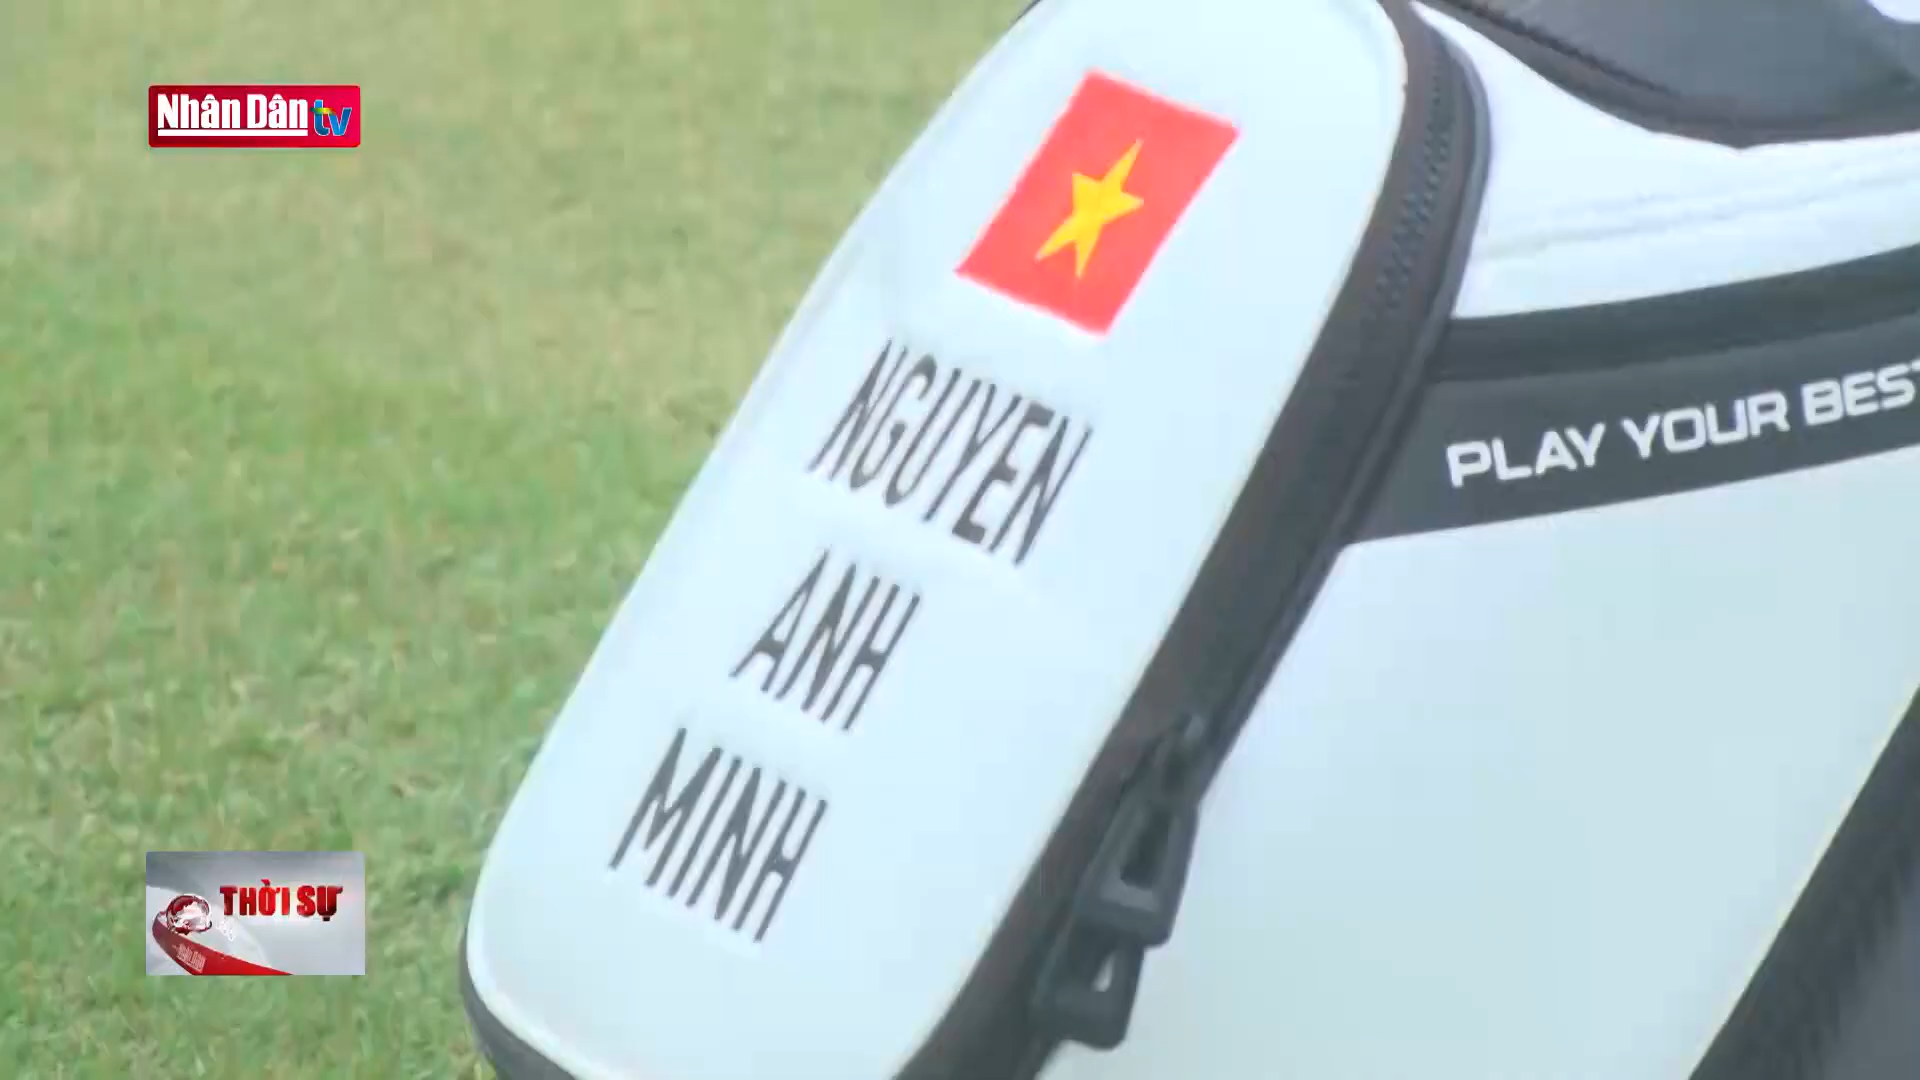 Nhân Dân tv
NGUYEN
ANH
MINH
PLAY YOUR BEST
THỜI SỰ